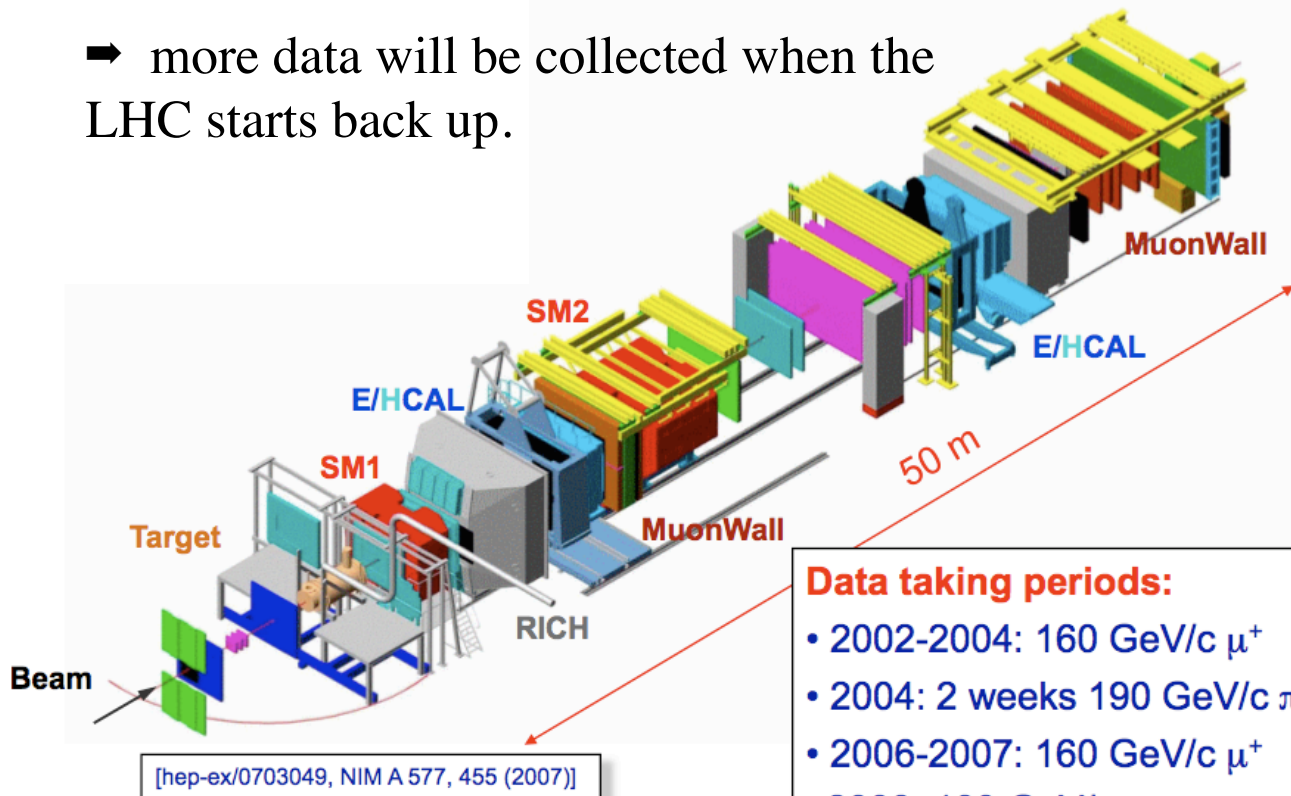 ➡ more data will be collected when the
LHC starts back up.
MuonWall
SM2
E/HCAL
E/HCAL
50 m
SM1
Target
MuonWall
RICH
Beam
Data taking periods:
• 2002-2004: 160 GeV/c μ⁺
• 2004: 2 weeks 190 GeV/c π
• 2006-2007: 160 GeV/c μ⁺
[hep-ex/0703049, NIM A 577, 455 (2007)]